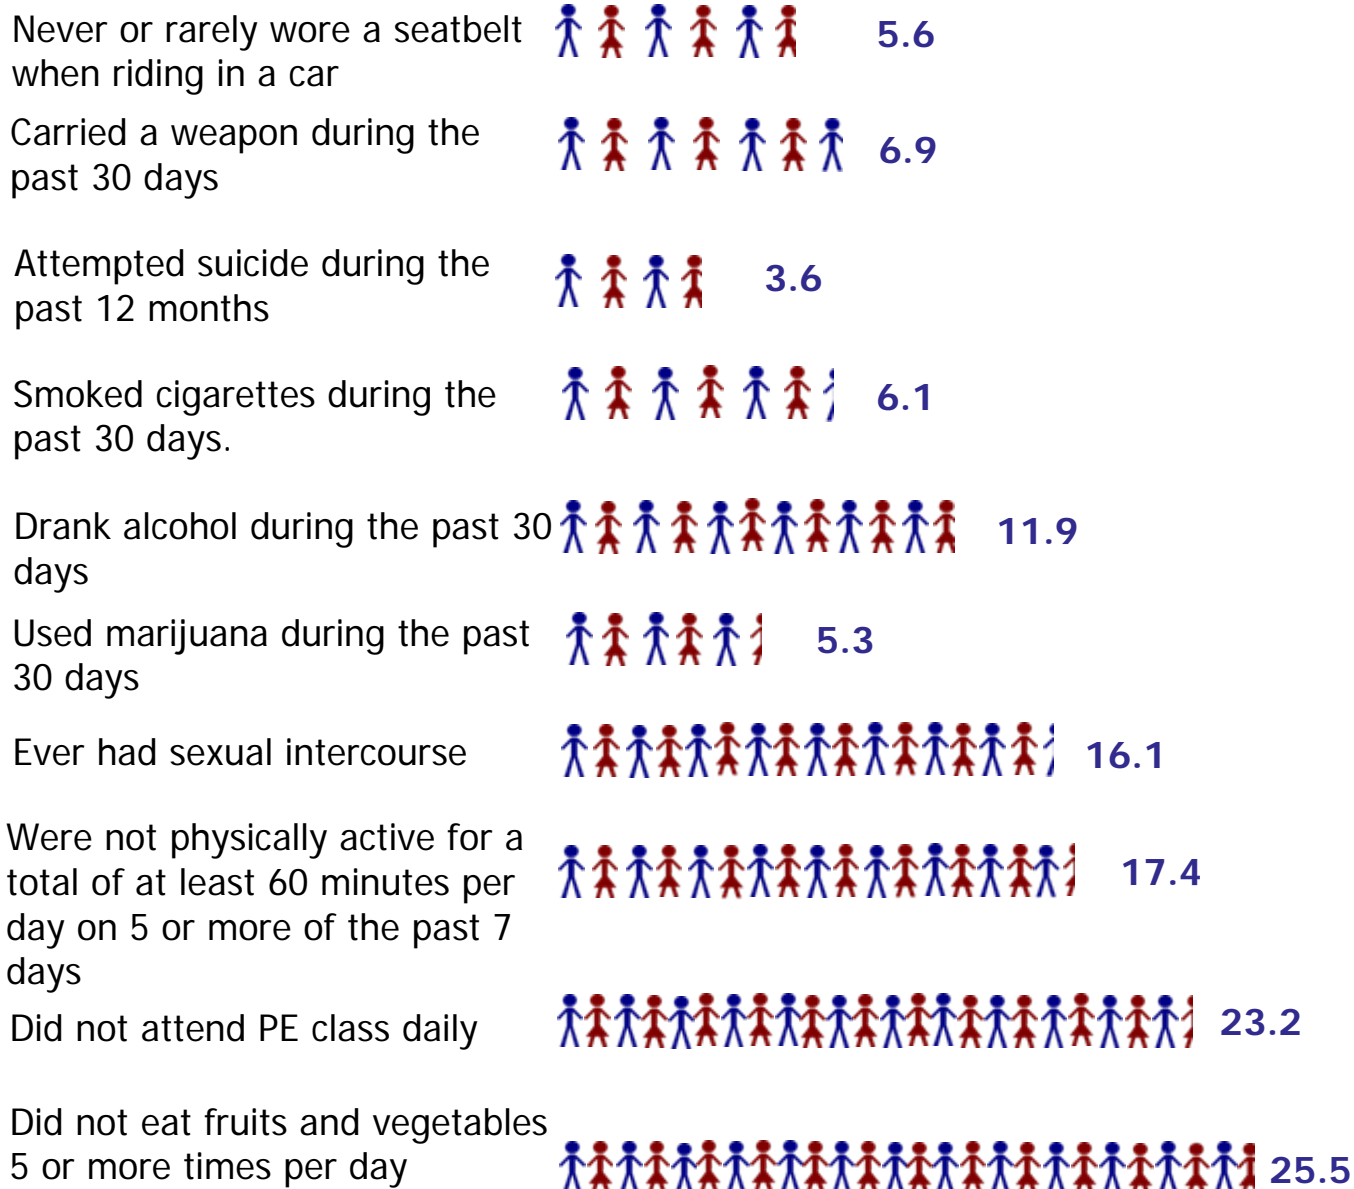 Never or rarely wore a seatbelt
when riding in a car
5.6
Carried a weapon during the
past 30 days
6.9
Attempted suicide during the
past 12 months
3.6
Smoked cigarettes during the
past 30 days.
6.1
Drank alcohol during the past 30
days
11.9
Used marijuana during the past
30 days
5.3
Ever had sexual intercourse
16.1
Were not physically active for a
total of at least 60 minutes per
day on 5 or more of the past 7
days
17.4
Did not attend PE class daily
23.2
Did not eat fruits and vegetables
5 or more times per day
25.5